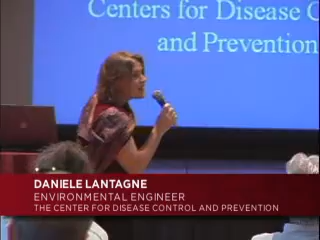 Centers for Disease C
and Prevention
DANIELE LANTAGNE
ENVIRONMENTAL ENGINEER
THE CENTER FOR DISEASE CONTROL AND PREVENTION